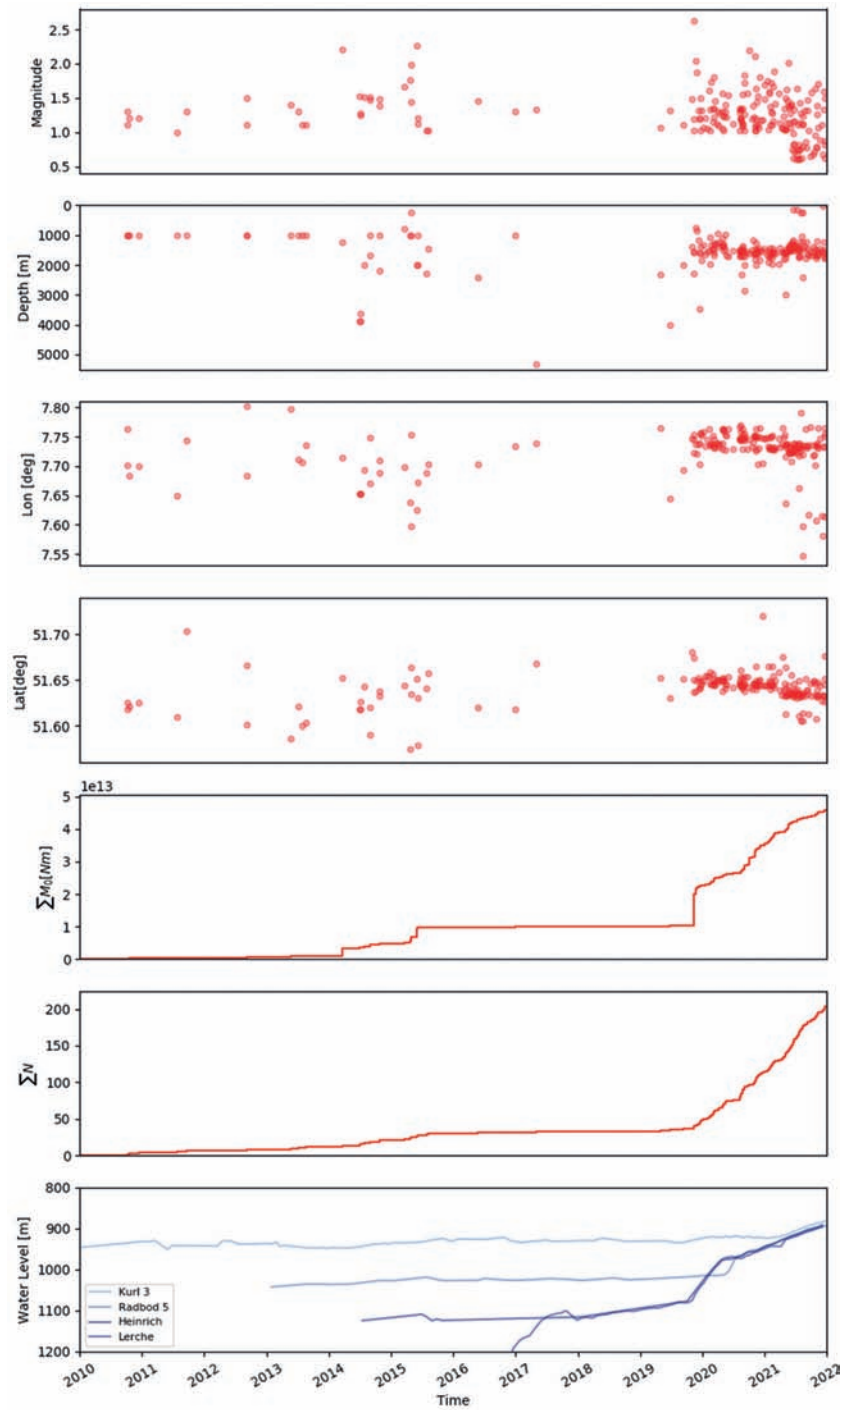 2.5
2.0
1.5
1.0
0.5
Magnitude
0
1000
2000
3000
4000
5000
Depth [m]
7.80
7.75
7.70
7.65
7.60
7.55
Lon [deg]
51.70
51.65
51.60
Lat[deg]
1e13
5
4
3
2
1
0
∑M₀[Nm]
200
150
100
50
0
∑N
800
900
1000
1100
1200
Water Level [m]
Kurl 3
Radbod 5
Heinrich
Lerche
2010 2011 2012 2013 2014 2015 2016 2017 2018 2019 2020 2021 2022
Time